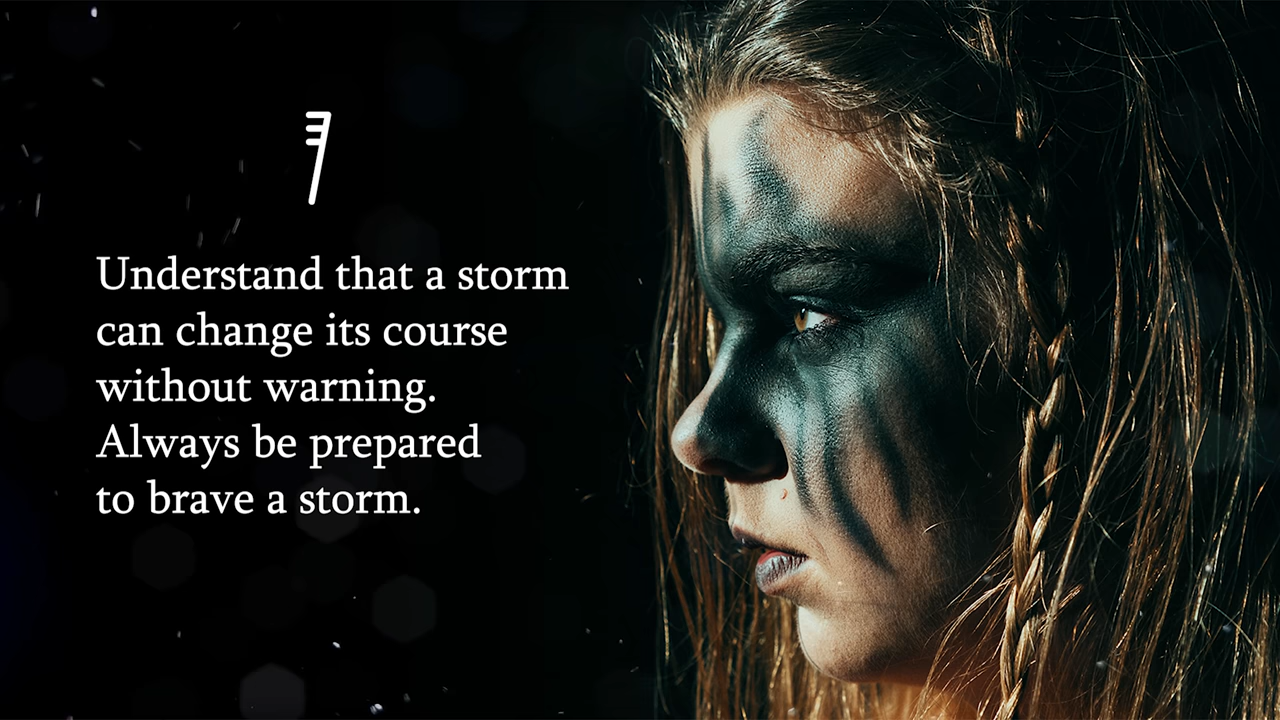 Understand that a storm
can change its course
without warning.
Always be prepared
to brave a storm.